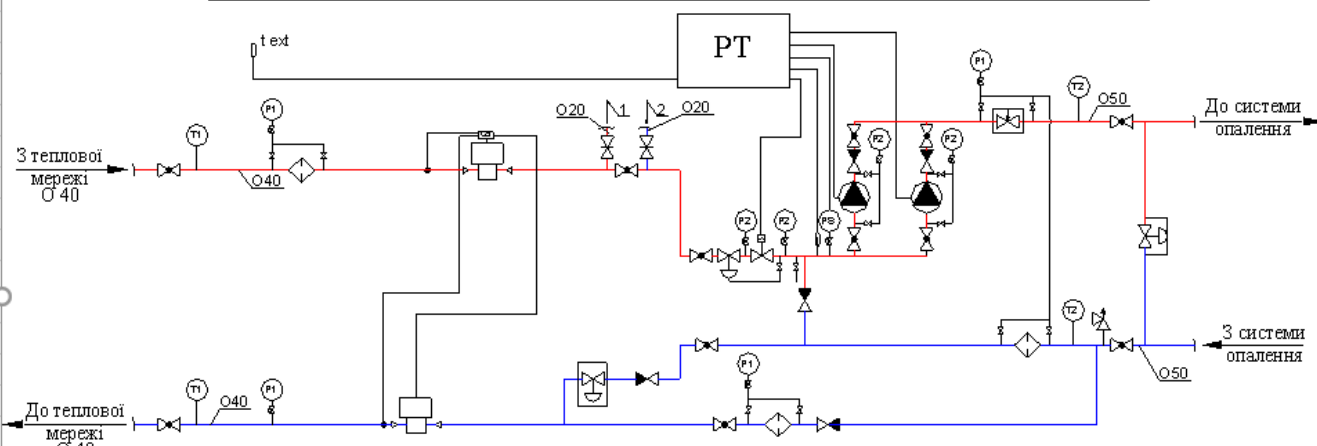 t ext
PT
P1
T2
O50
До системи
опалення
O20
1
2
O20
T1
P1
P2
P2
З теплової
мережі
O 40
O40
P2
P2
PS
T2
З системи
опалення
O50
P1
T1
P1
O40
До теплової
мережі